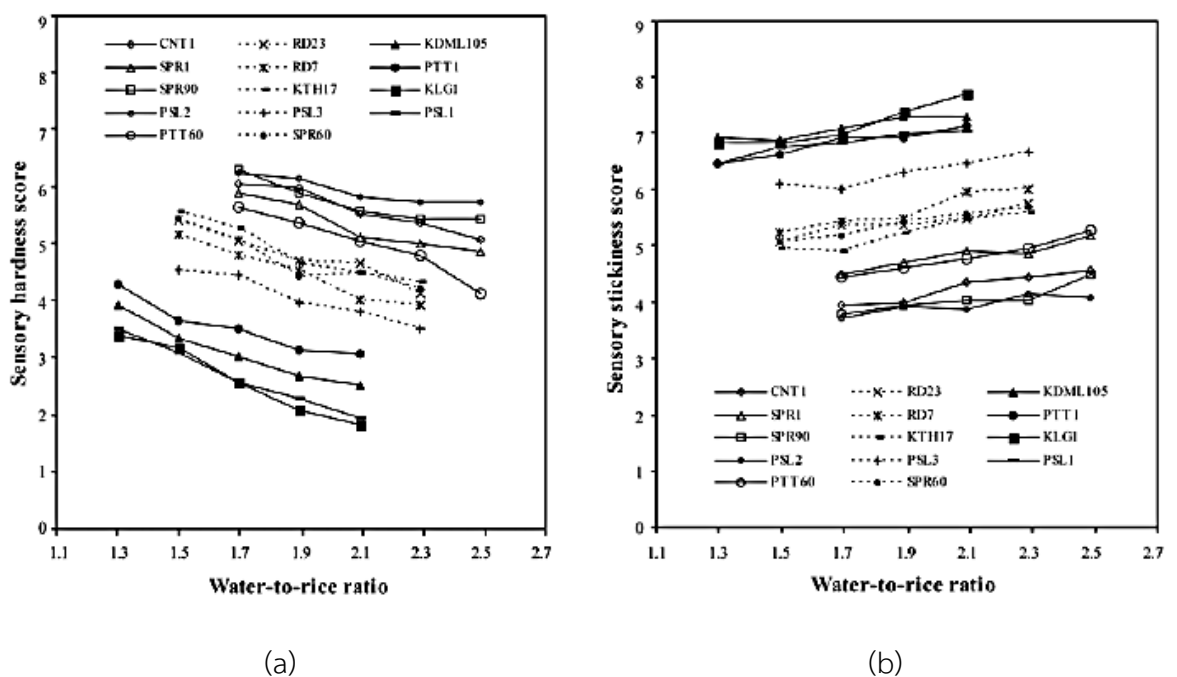 9
8
7
6
5
4
3
2
1
0
CNT1 RD23 KDML105
SPR1 RD7 PTT1
SPR90 KTH17 KLG1
PSL2 PSL3 PSL1
PTT60 SPR60
1.1 1.3 1.5 1.7 1.9 2.1 2.3 2.5 2.7
Water-to-rice ratio
Sensory hardness score
(a)
9
8
7
6
5
4
3
2
1
0
CNT1 RD23 KDML105
SPR1 RD7 PTT1
SPR90 KTH17 KLG1
PSL2 PSL3 PSL1
PTT60 SPR60
1.1 1.3 1.5 1.7 1.9 2.1 2.3 2.5 2.7
Water-to-rice ratio
Sensory stickiness score
(b)